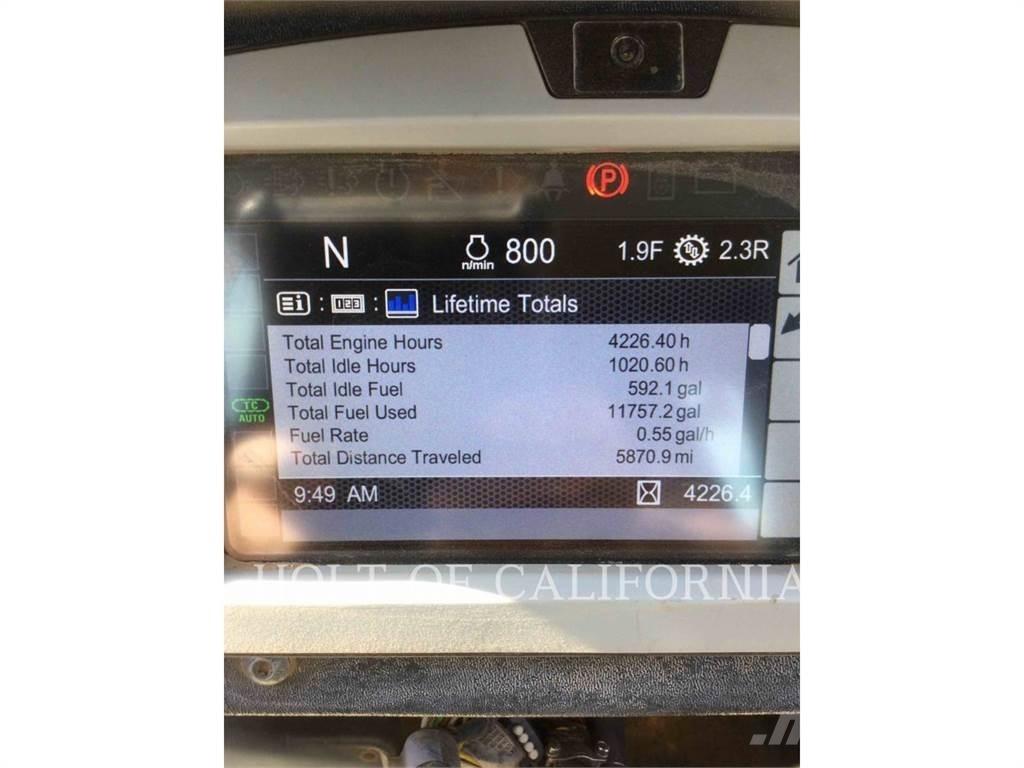 P
N n/min 800 1.9F 2.3R
i : 123 : Lifetime Totals
Total Engine Hours 4226.40 h
Total Idle Hours 1020.60 h
Total Idle Fuel 592.1 gal
Total Fuel Used 11757.2 gal
Fuel Rate 0.55 gal/h
Total Distance Traveled 5870.9 mi
TC
AUTO
9:49 AM 4226.4
HOLT OF CALIFORNIA